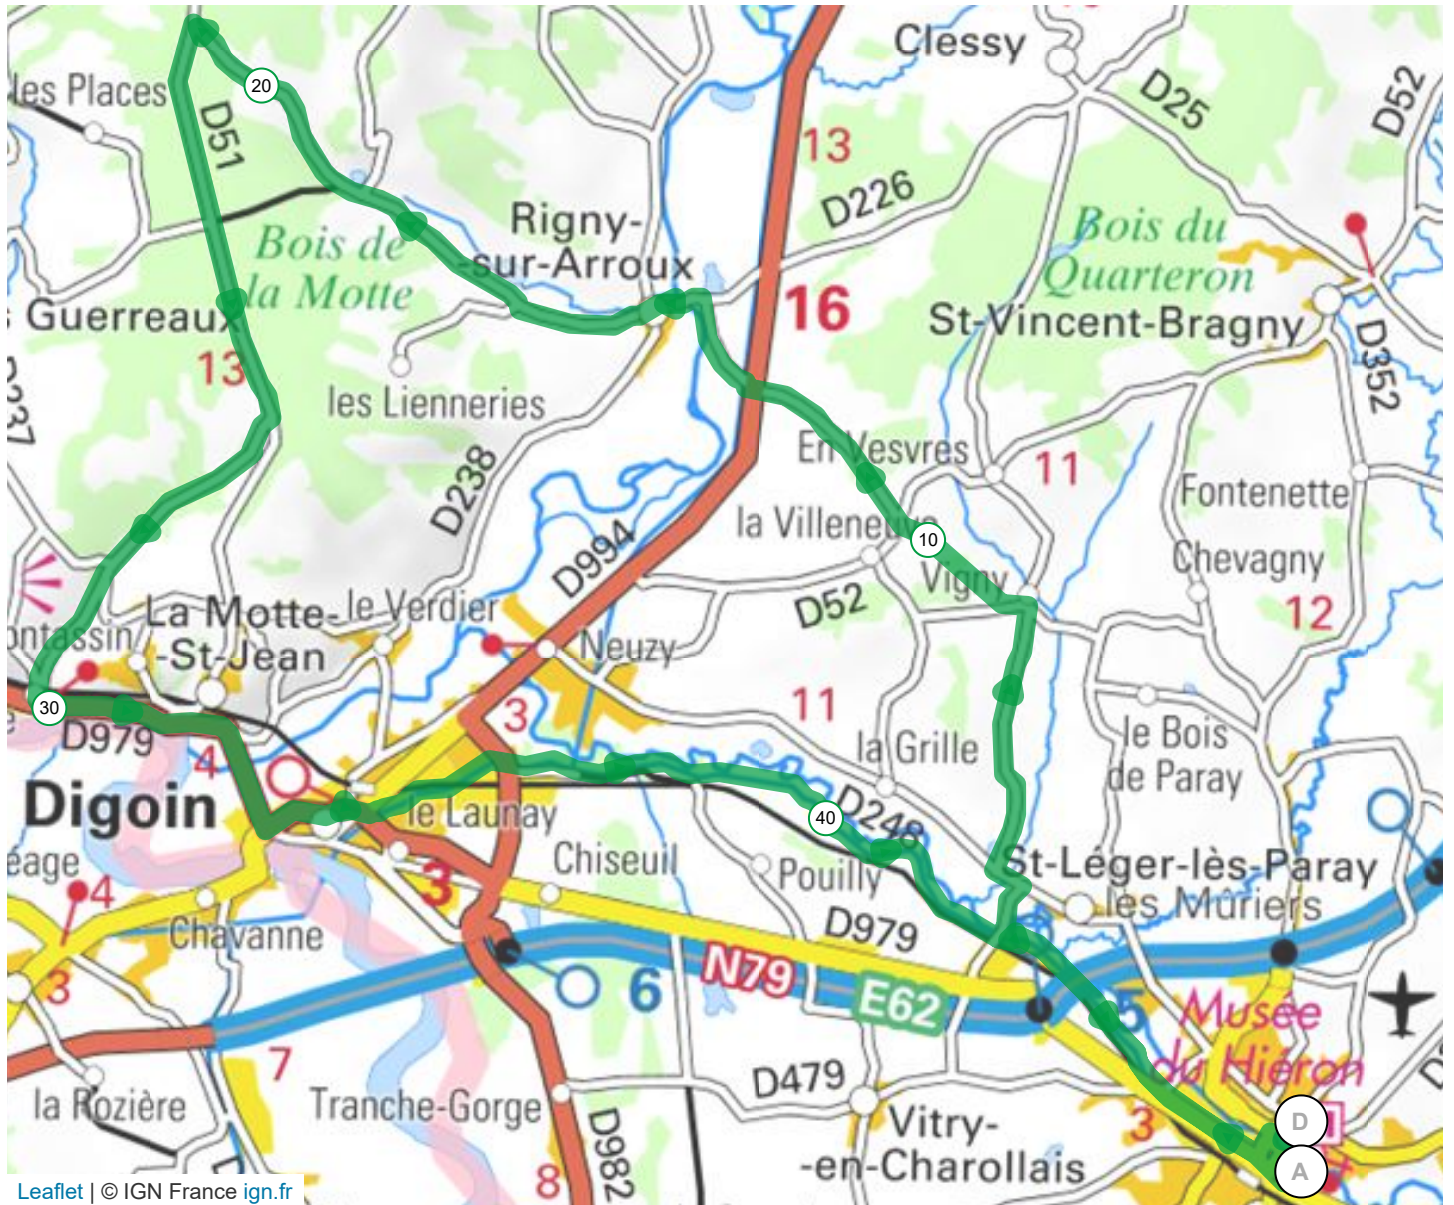 Clessy
D25
D52
les Places
20
D51
13
D226
Rigny-
-sur-Arroux
Bois de
la Motte
Bois du
Quarteron
Guerreaux
16
St-Vincent-Bragny
13
D352
les Lienneries
En Vesvres
11
D238
Fontenette
la Villeneuve
D994
10
Chevagny
Vigny
D52
12
La Motte-
-St-Jean
le Verdier
Neuzy
30
D979
3
11
4
la Grille
le Bois
de Paray
Digoin
le Launay
40
D248
Chiseuil
Pouilly
St-Léger-lès-Paray
les Mûriers
4
3
D979
Chavanne
N79
E62
6
3
5
Musée
du Hiéron
7
la Rozière
Tranche-Gorge
D479
Vitry-
-en-Charollais
3
D
A
D982
8
Leaflet | © IGN France ign.fr